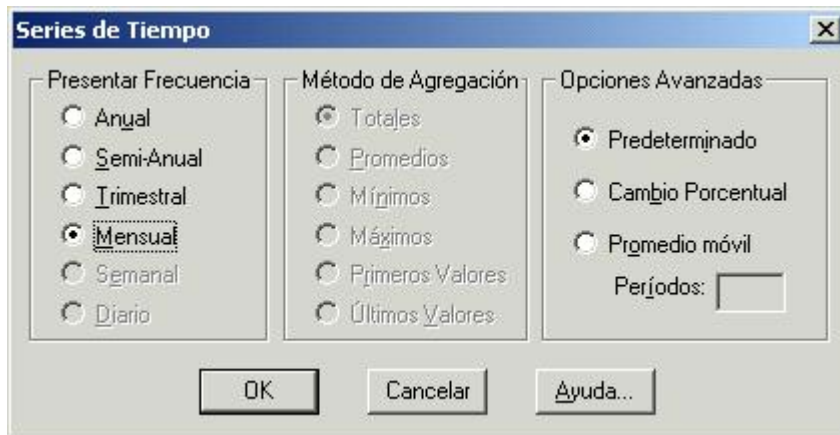 Series de Tiempo
Presentar Frecuencia
Anual
Semi-Anual
Trimestral
Mensual
Semanal
Diario
Método de Agregación
Totales
Promedios
Mínimos
Máximos
Primeros Valores
Últimos Valores
Opciones Avanzadas
Predeterminado
Cambio Porcentual
Promedio móvil
Períodos:
OK
Cancelar
Ayuda...